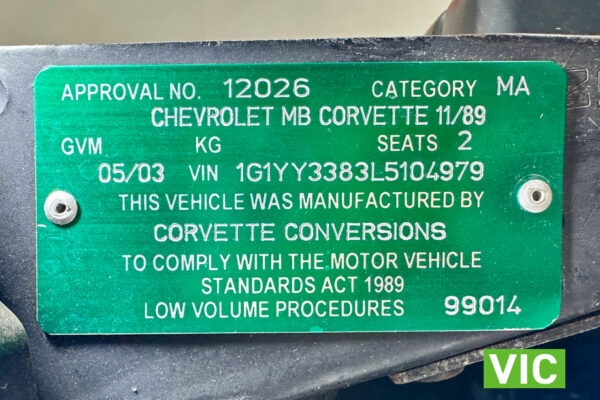 APPROVAL NO. 12026 CATEGORY MA
CHEVROLET MB CORVETTE 11/89
GVM KG SEATS 2
05/03 VIN 1G1YY3383L5104979
THIS VEHICLE WAS MANUFACTURED BY
CORVETTE CONVERSIONS
TO COMPLY WITH THE MOTOR VEHICLE
STANDARDS ACT 1989
LOW VOLUME PROCEDURES 99014
VIC